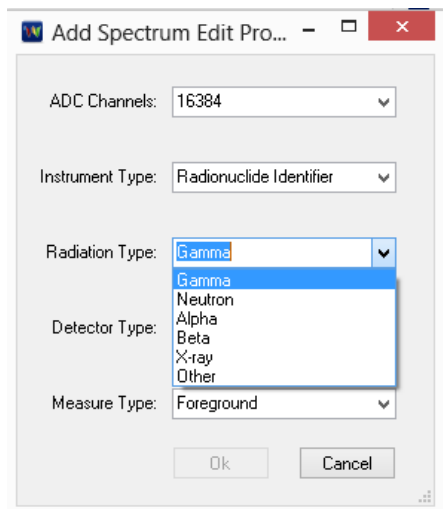 Add Spectrum Edit Pro...
ADC Channels: 16384
Instrument Type: Radionuclide Identifier
Radiation Type: Gamma
Gamma
Neutron
Alpha
Detector Type:
Beta
X-ray
Other
Measure Type: Foreground
Ok Cancel